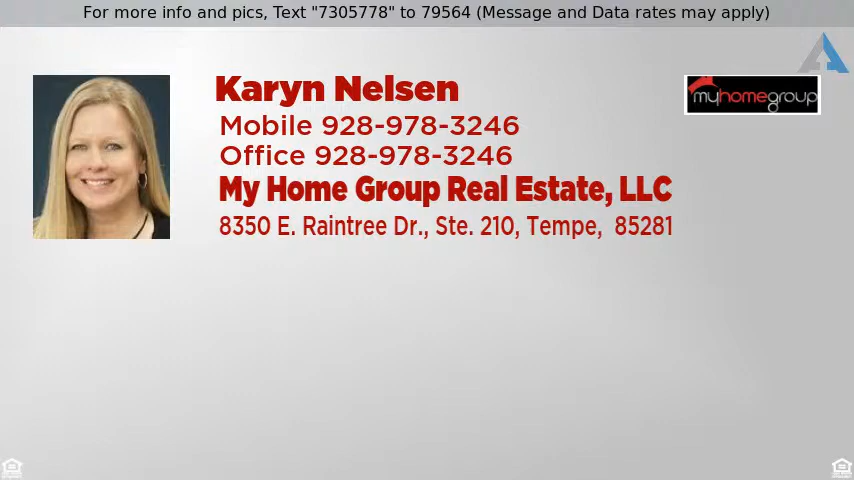 For more info and pics, Text "7305778" to 79564 (Message and Data rates may apply)
Karyn Nelsen
Mobile 928-978-3246
Office 928-978-3246
My Home Group Real Estate, LLC
8350 E. Raintree Dr., Ste. 210, Tempe,  85281
myhomegroup